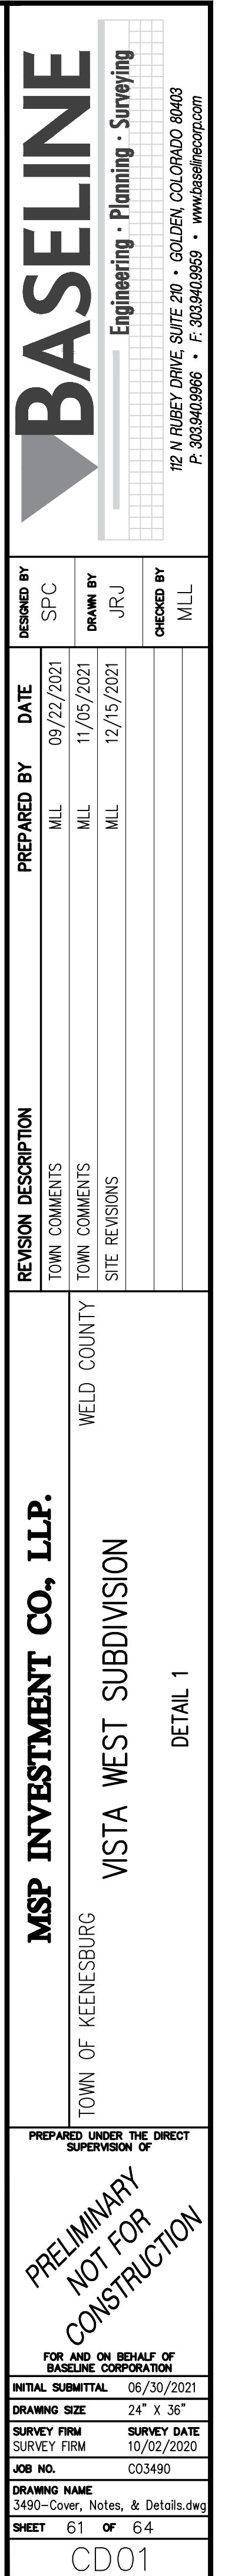 BASELINE
Engineering · Planning · Surveying
112 N RUBEY DRIVE, SUITE 210 • GOLDEN, COLORADO 80403
P: 303.940.9966 • F: 303.940.9959 • www.baselinecorp.com
DESIGNED BY
SPC
DRAWN BY
JRJ
CHECKED BY
MLL
REVISION DESCRIPTION PREPARED BY DATE
TOWN COMMENTS MLL 09/22/2021
TOWN COMMENTS MLL 11/05/2021
SITE REVISIONS MLL 12/15/2021
MSP INVESTMENT CO., LLP.
TOWN OF KEENESBURG WELD COUNTY
VISTA WEST SUBDIVISION
DETAIL 1
PREPARED UNDER THE DIRECT
SUPERVISION OF
PRELIMINARY
NOT FOR
CONSTRUCTION
FOR AND ON BEHALF OF
BASELINE CORPORATION
INITIAL SUBMITTAL 06/30/2021
DRAWING SIZE 24" X 36"
SURVEY FIRM SURVEY DATE
SURVEY FIRM 10/02/2020
JOB NO. CO3490
DRAWING NAME
3490-Cover, Notes, & Details.dwg
SHEET 61 OF 64
CD01